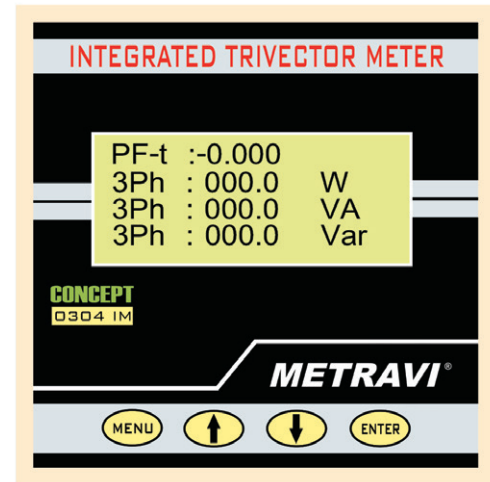 INTEGRATED TRIVECTOR METER
PF-t :-0.000
3Ph : 000.0 W
3Ph : 000.0 VA
3Ph : 000.0 Var
CONCEPT
0304 IM
METRAVI®
MENU ENTER